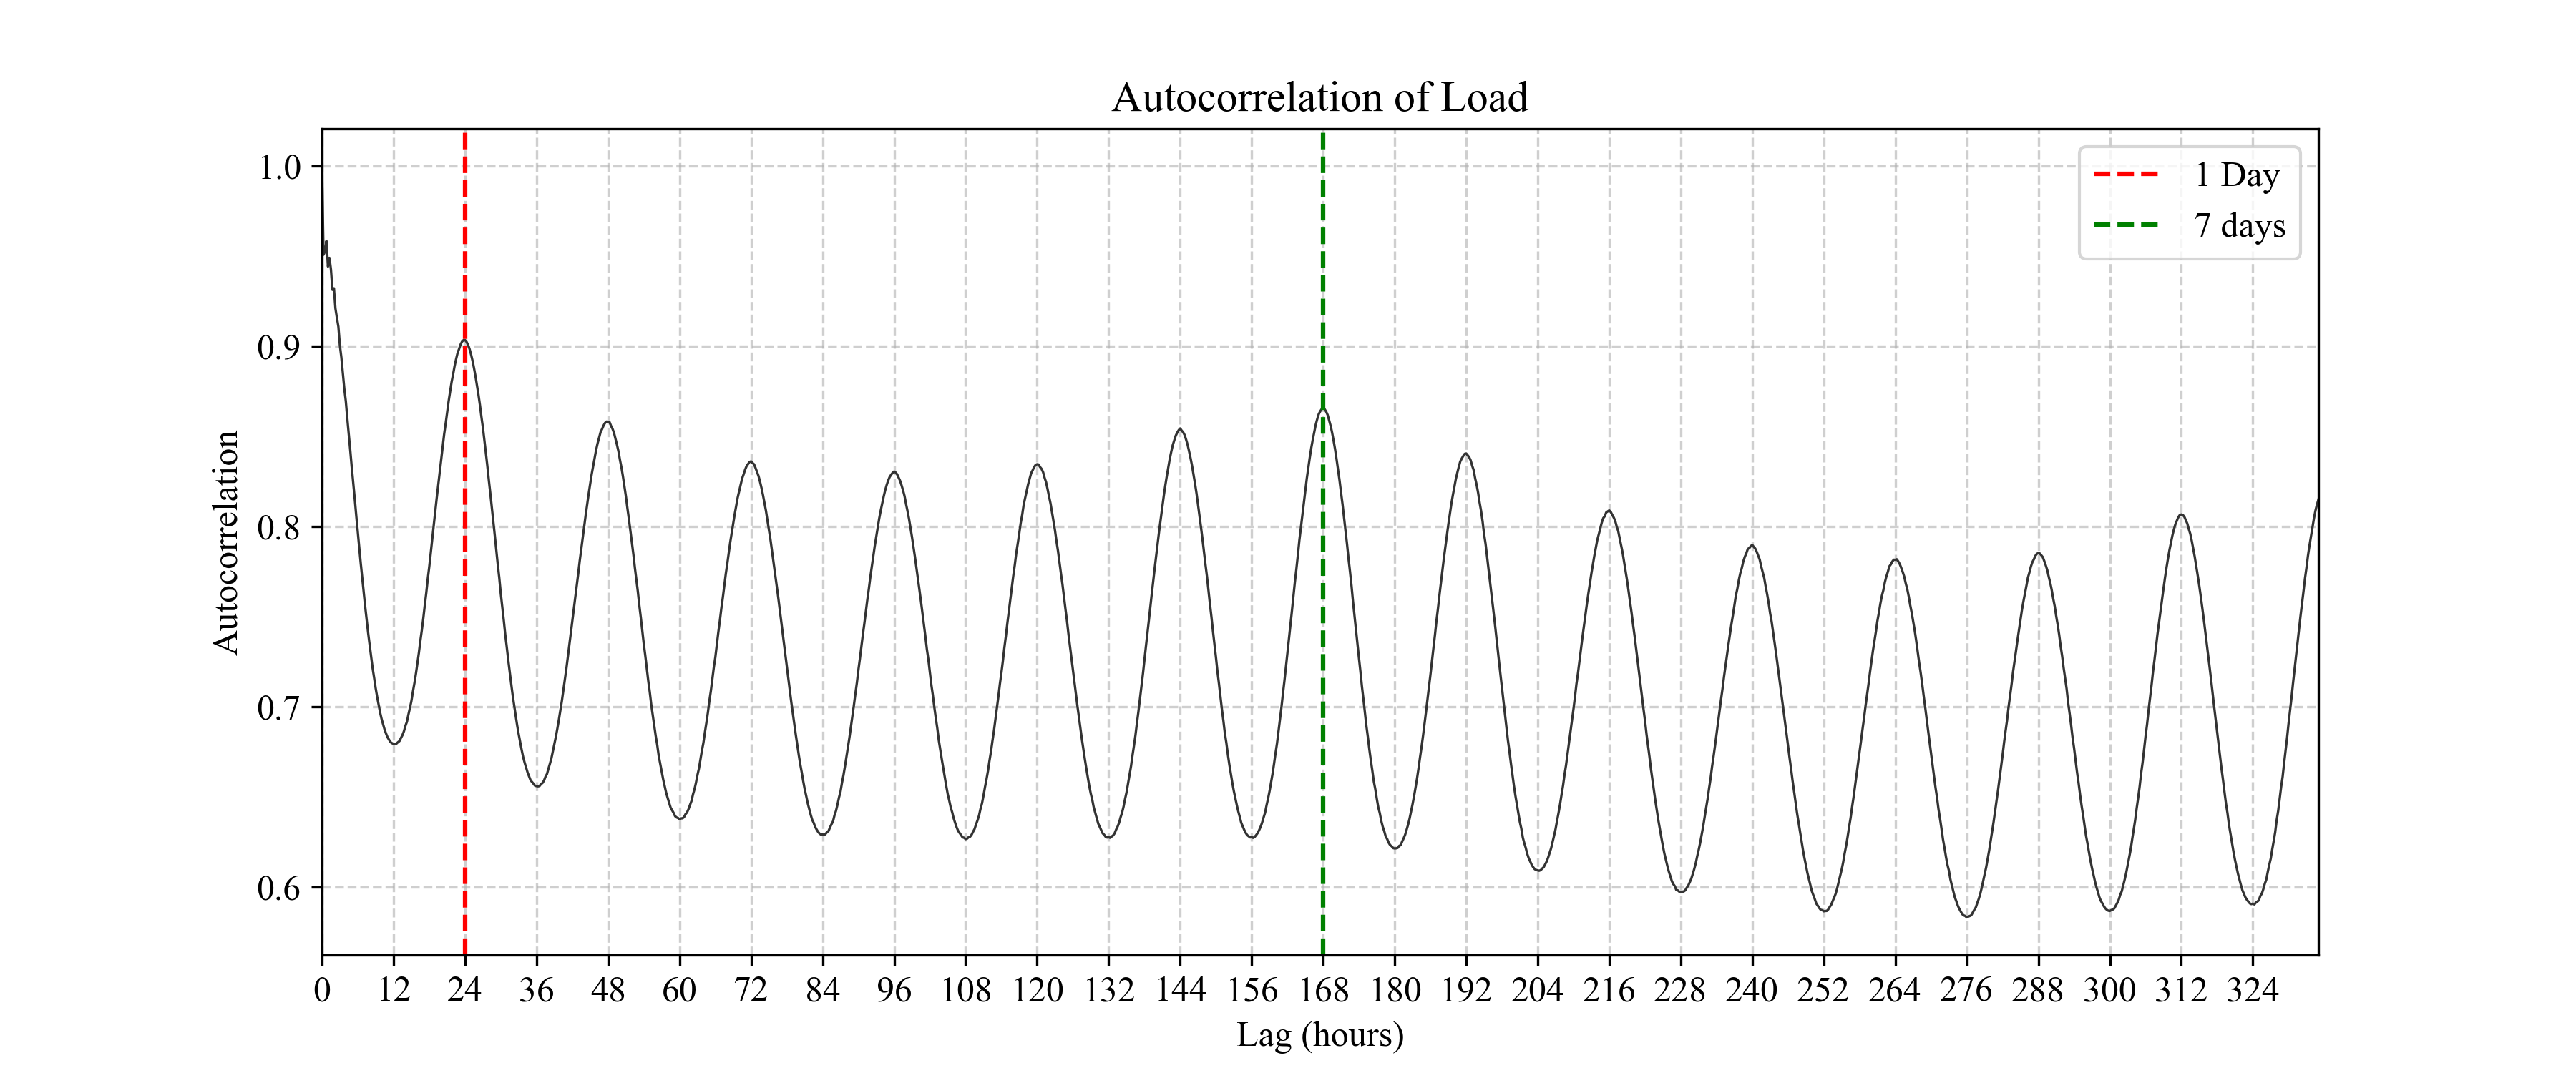 Autocorrelation of Load
1.0
0.9
0.8
0.7
0.6
Autocorrelation
1 Day
7 days
0 12 24 36 48 60 72 84 96 108 120 132 144 156 168 180 192 204 216 228 240 252 264 276 288 300 312 324
Lag (hours)